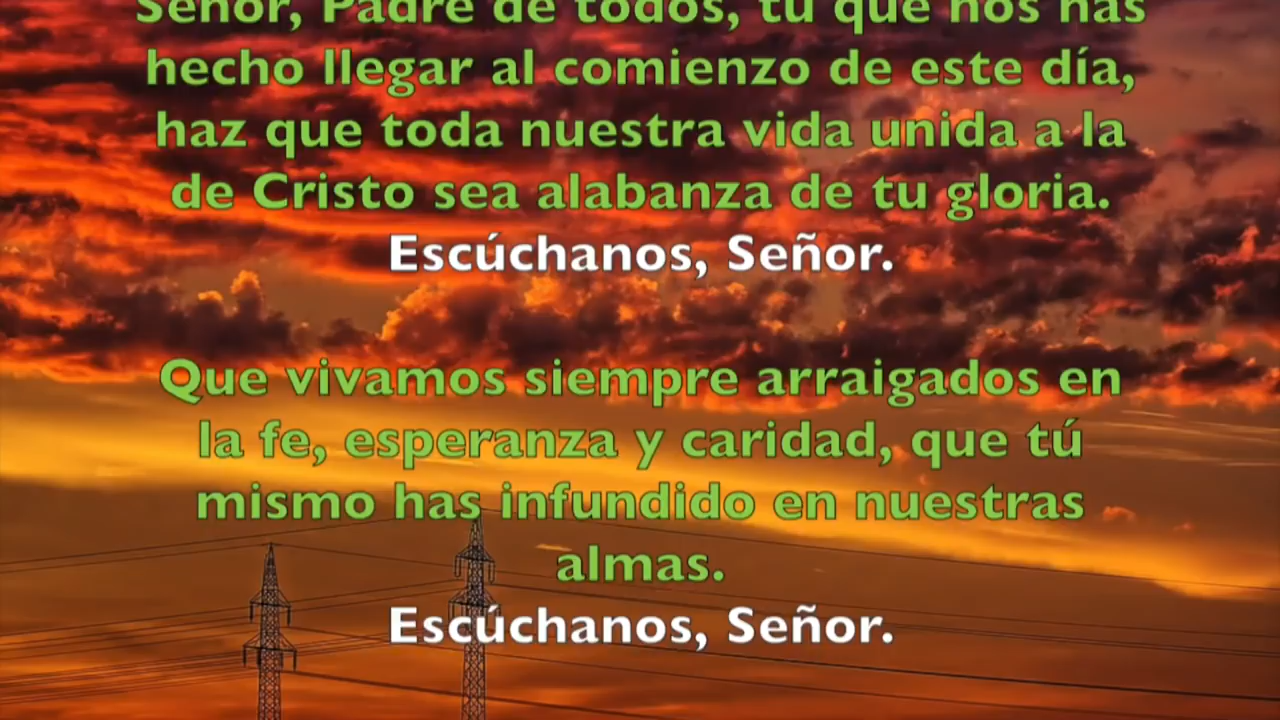 Señor, Padre de todos, tú que nos has
hecho llegar al comienzo de este día,
haz que toda nuestra vida unida a la
de Cristo sea alabanza de tu gloria.
Escúchanos, Señor.
Que vivamos siempre arraigados en
la fe, esperanza y caridad, que tú
mismo has infundido en nuestras
almas.
Escúchanos, Señor.